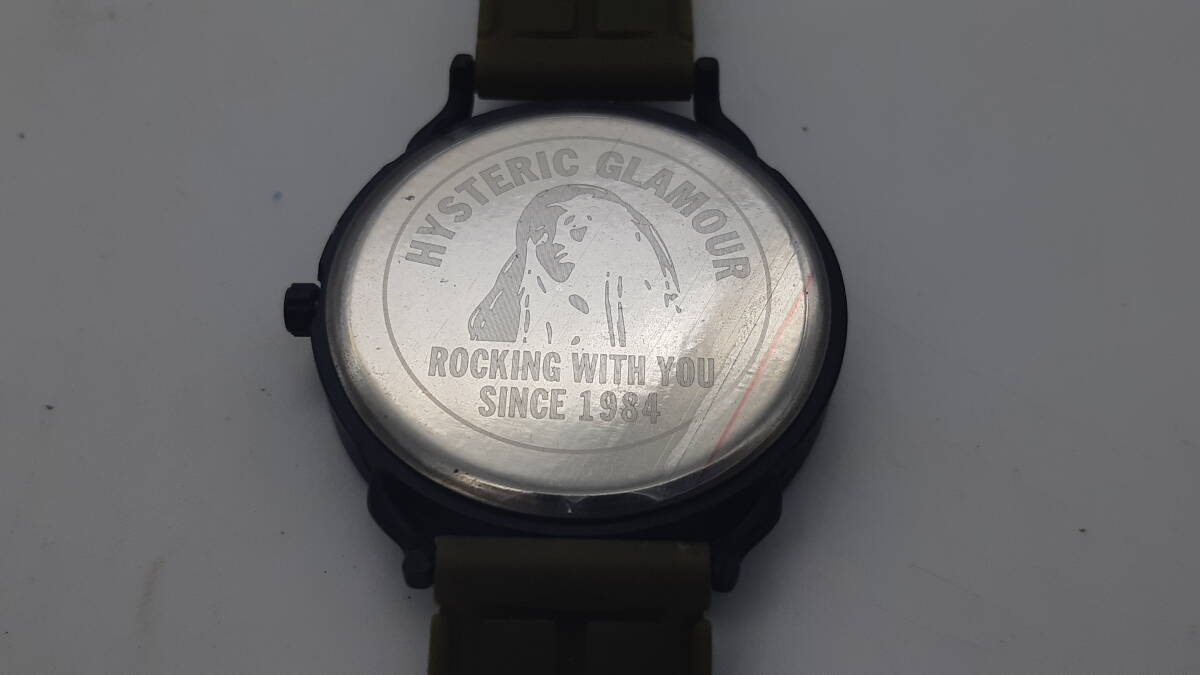 HYSTERIC GLAMOUR
ROCKING WITH YOU
SINCE 1984